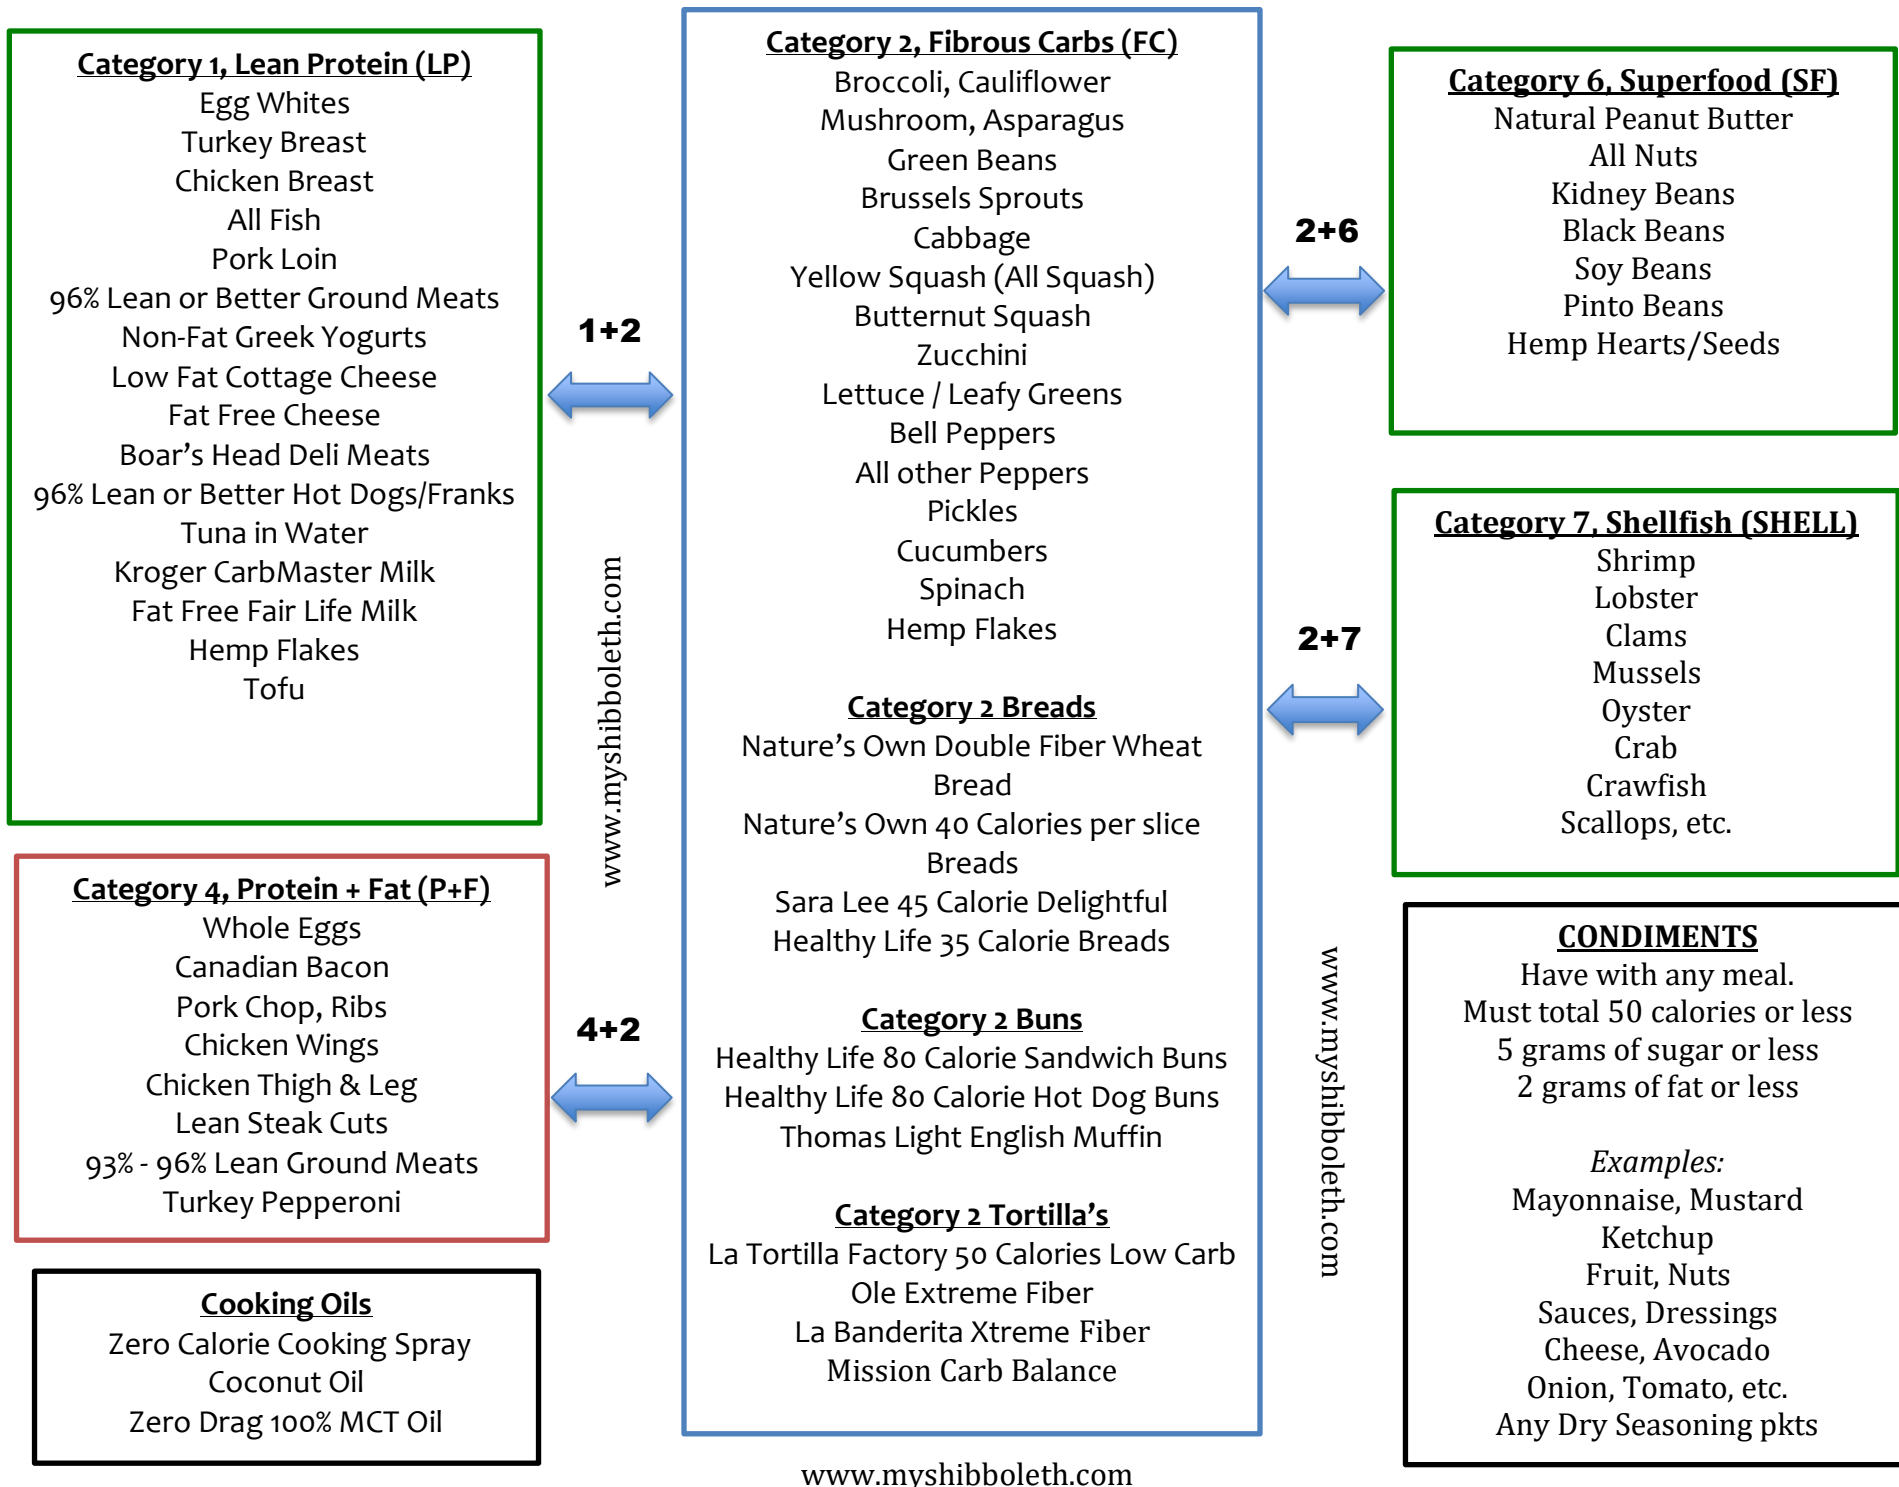 Category 1, Lean Protein (LP)
Egg Whites
Turkey Breast
Chicken Breast
All Fish
Pork Loin
96% Lean or Better Ground Meats
Non-Fat Greek Yogurts
Low Fat Cottage Cheese
Fat Free Cheese
Boar's Head Deli Meats
96% Lean or Better Hot Dogs/Franks
Tuna in Water
Kroger CarbMaster Milk
Fat Free Fair Life Milk
Hemp Flakes
Tofu
Category 4, Protein + Fat (P+F)
Whole Eggs
Canadian Bacon
Pork Chop, Ribs
Chicken Wings
Chicken Thigh & Leg
Lean Steak Cuts
93% - 96% Lean Ground Meats
Turkey Pepperoni
Cooking Oils
Zero Calorie Cooking Spray
Coconut Oil
Zero Drag 100% MCT Oil
1+2
www.myshibboleth.com
4+2
Category 2, Fibrous Carbs (FC)
Broccoli, Cauliflower
Mushroom, Asparagus
Green Beans
Brussels Sprouts
Cabbage
Yellow Squash (All Squash)
Butternut Squash
Zucchini
Lettuce / Leafy Greens
Bell Peppers
All other Peppers
Pickles
Cucumbers
Spinach
Hemp Flakes
Category 2 Breads
Nature's Own Double Fiber Wheat
Bread
Nature's Own 40 Calories per slice
Breads
Sara Lee 45 Calorie Delightful
Healthy Life 35 Calorie Breads
Category 2 Buns
Healthy Life 80 Calorie Sandwich Buns
Healthy Life 80 Calorie Hot Dog Buns
Thomas Light English Muffin
Category 2 Tortilla's
La Tortilla Factory 50 Calories Low Carb
Ole Extreme Fiber
La Banderita Xtreme Fiber
Mission Carb Balance
www.myshibboleth.com
2+6
2+7
www.myshibboleth.com
Category 6, Superfood (SF)
Natural Peanut Butter
All Nuts
Kidney Beans
Black Beans
Soy Beans
Pinto Beans
Hemp Hearts/Seeds
Category 7, Shellfish (SHELL)
Shrimp
Lobster
Clams
Mussels
Oyster
Crab
Crawfish
Scallops, etc.
CONDIMENTS
Have with any meal.
Must total 50 calories or less
5 grams of sugar or less
2 grams of fat or less
Examples:
Mayonnaise, Mustard
Ketchup
Fruit, Nuts
Sauces, Dressings
Cheese, Avocado
Onion, Tomato, etc.
Any Dry Seasoning pkts